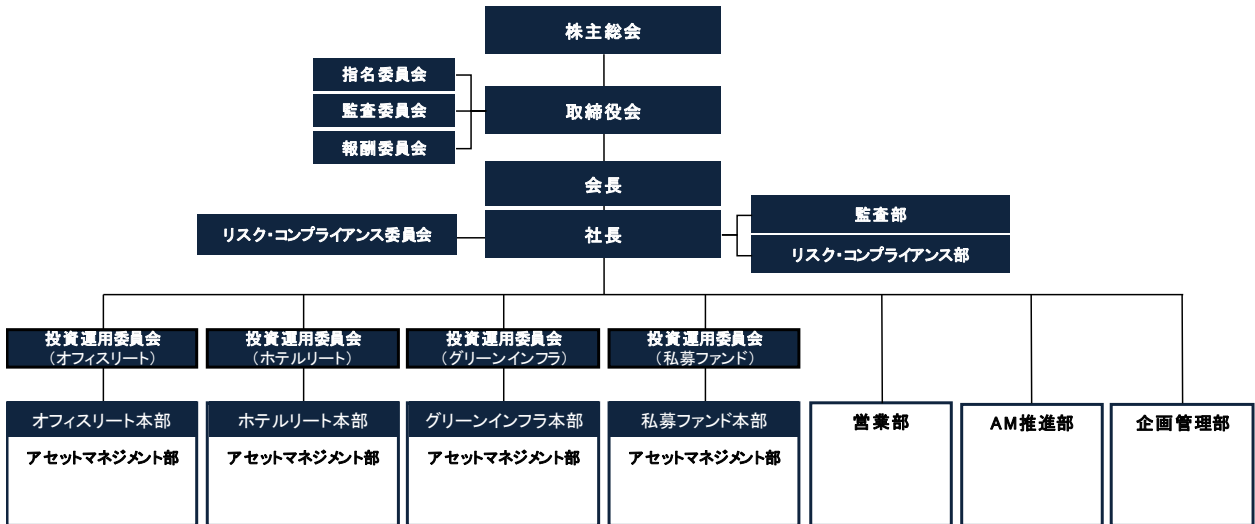 株主総会
指名委員会
監査委員会
報酬委員会
取締役会
会長
社長
リスク・コンプライアンス委員会
監査部
リスク・コンプライアンス部
投資運用委員会
（オフィスリート）
投資運用委員会
（ホテルリート）
投資運用委員会
（グリーンインフラ）
投資運用委員会
（私募ファンド）
オフィスリート本部
アセットマネジメント部
ホテルリート本部
アセットマネジメント部
グリーンインフラ本部
アセットマネジメント部
私募ファンド本部
アセットマネジメント部
営業部
AM推進部
企画管理部